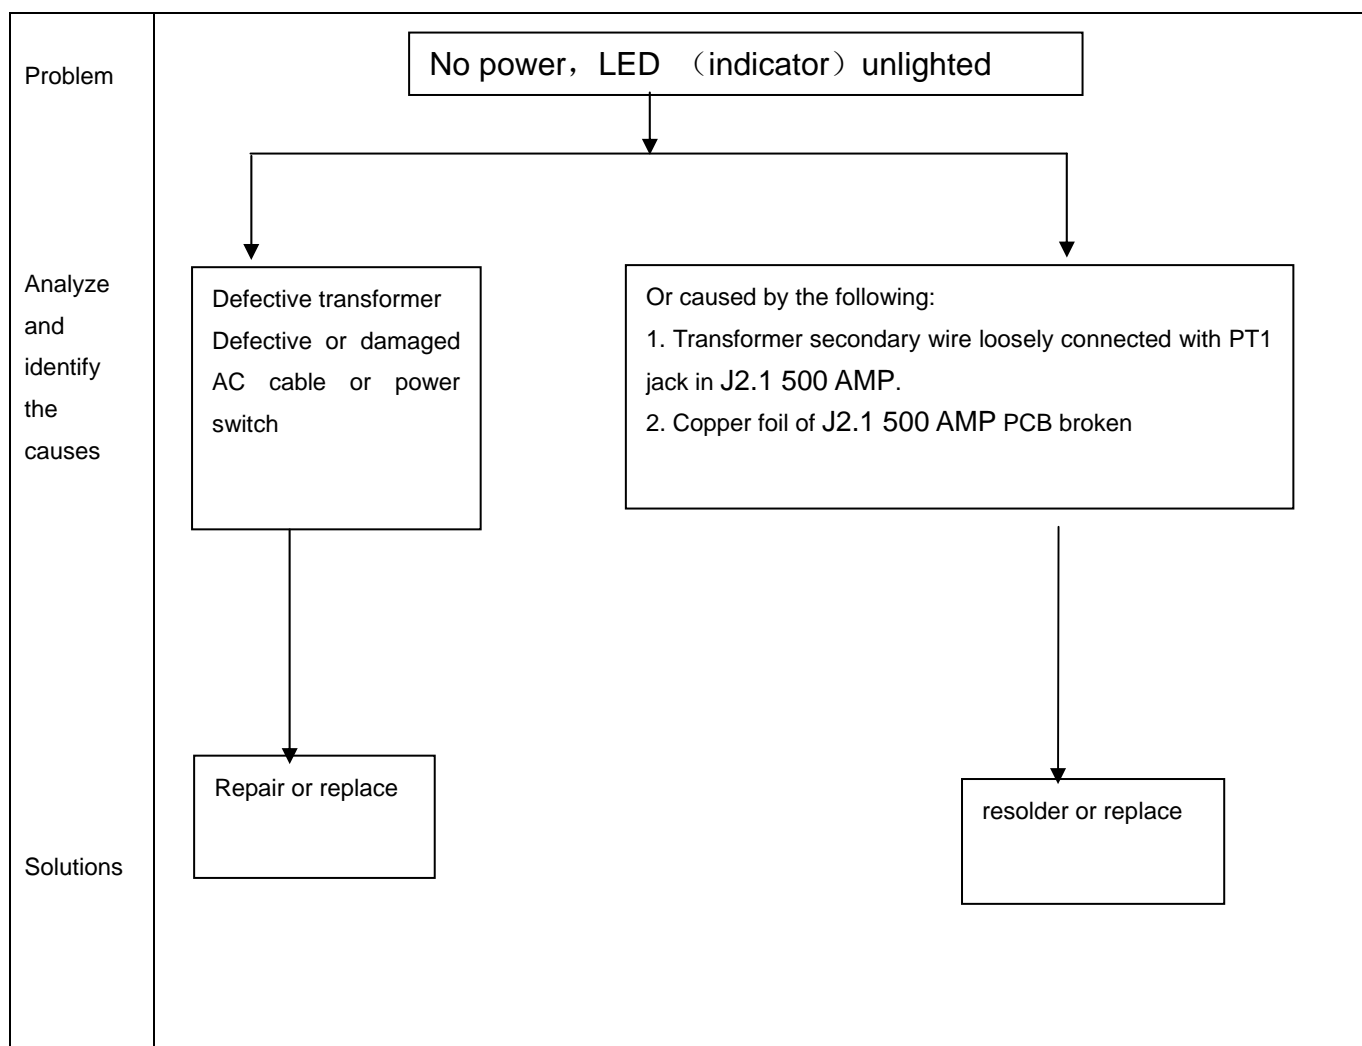 Problem
No power，LED （indicator）unlighted
Analyze
and
identify
the
causes
Defective transformer
Defective or damaged
AC cable or power
switch
Or caused by the following:
1. Transformer secondary wire loosely connected with PT1
jack in J2.1 500 AMP.
2. Copper foil of J2.1 500 AMP PCB broken
Solutions
Repair or replace
resolder or replace